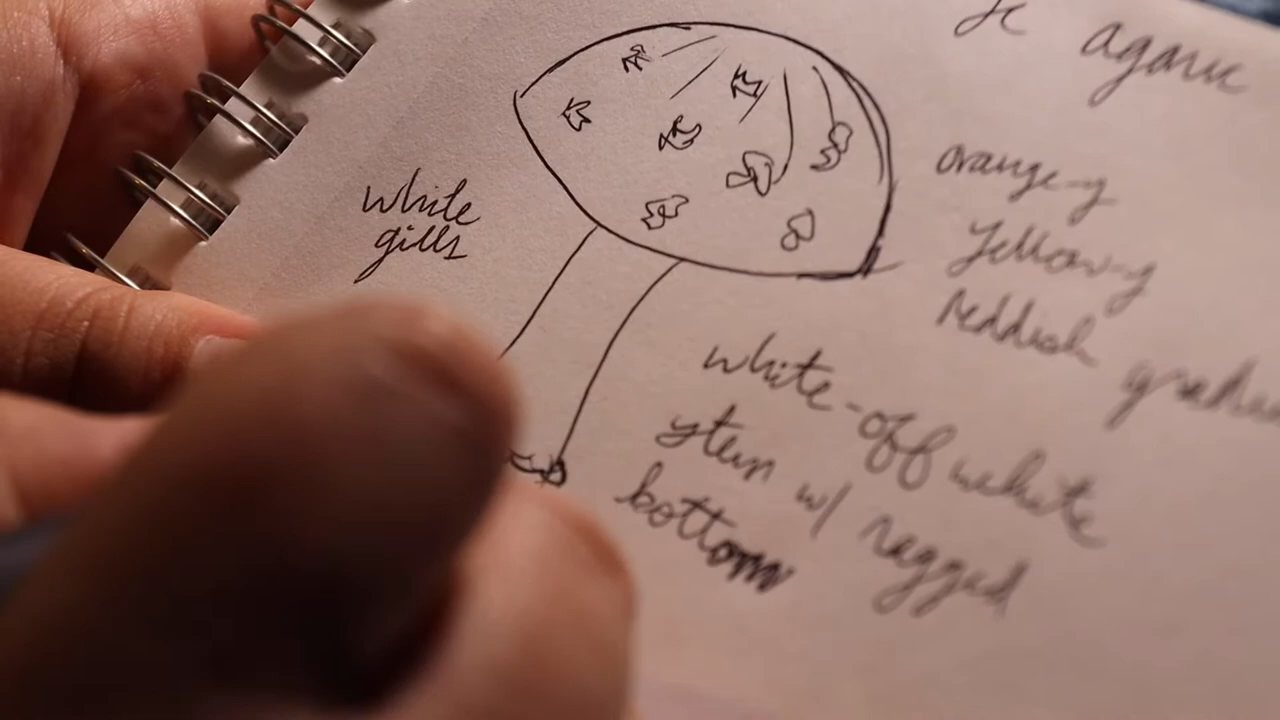 agaric
orange-y
yellow-y
reddish
white
gills
white-off white
stem w/ ragged
bottom